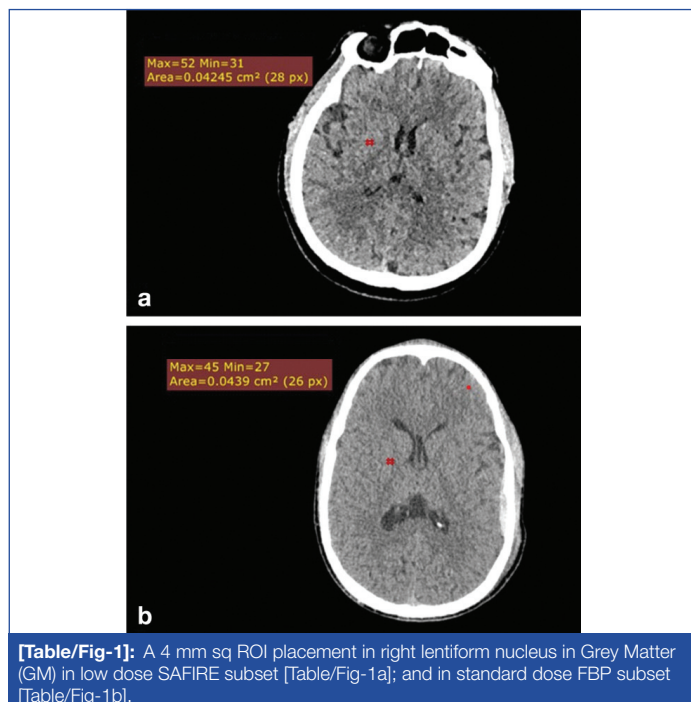 Max=52 Min=31
Area=0.04245 cm² (28 px)
a
Max=45 Min=27
Area=0.0439 cm² (26 px)
b
[Table/Fig-1]: A 4 mm sq ROI placement in right lentiform nucleus in Grey Matter
(GM) in low dose SAFIRE subset [Table/Fig-1a]; and in standard dose FBP subset
[Table/Fig-1b].